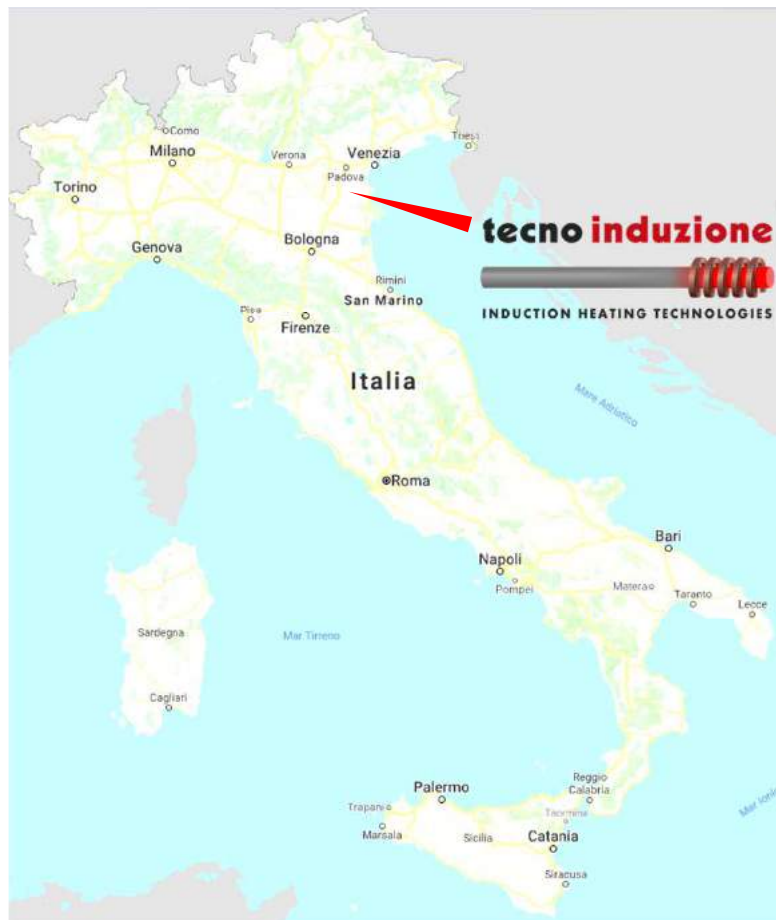 Como
Milano
Verona
Venezia
Triest
Padova
Torino
tecno induzione
Genova
Bologna
Rimini
San Marino
INDUCTION HEATING TECHNOLOGIES
Pisa
Firenze
Italia
Mare Adriatico
Roma
Bari
Napoli
Pompei
Matera
Taranto
Lecce
Sardegna
Mar Tirreno
Cagliari
Reggio
Calabria
Palermo
Trapani
Taormina
Mar Ioni
Marsala
Sicilia
Catania
Siracusa